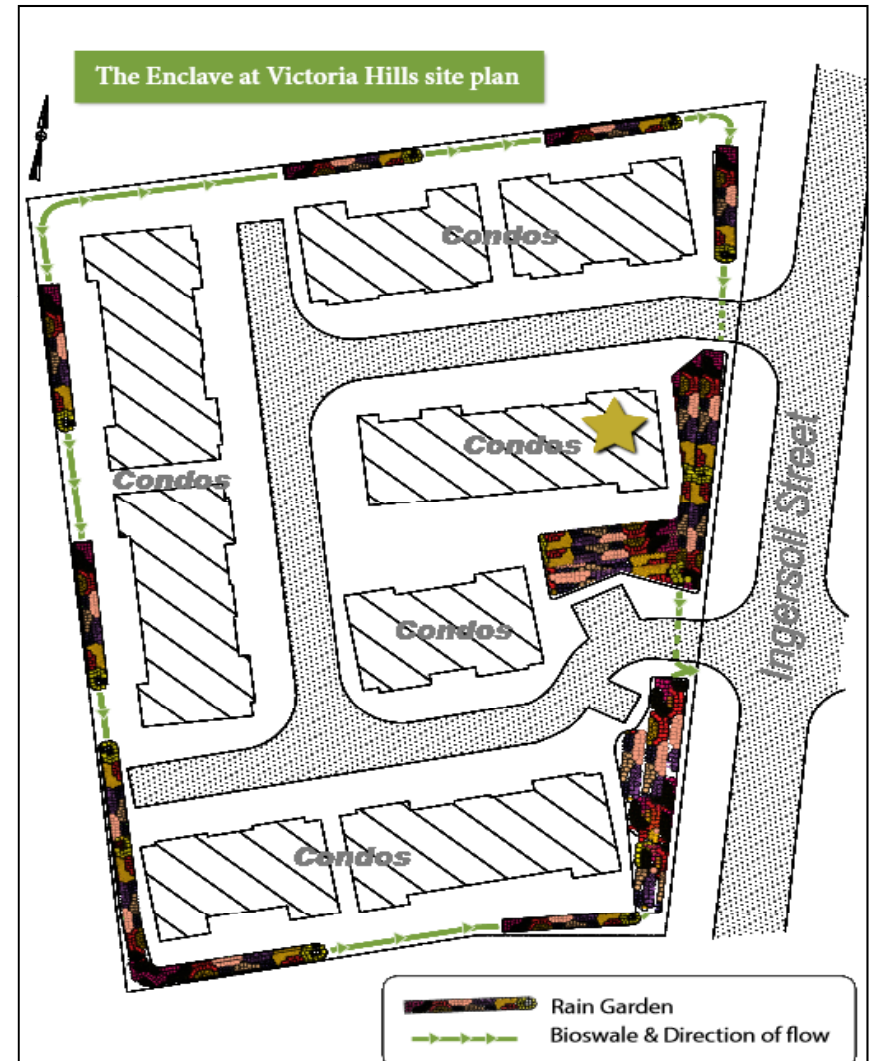 The Enclave at Victoria Hills site plan
Condos
Condos
Condos
Condos
Ingersoll Street
Condos
Rain Garden
Bioswale & Direction of flow